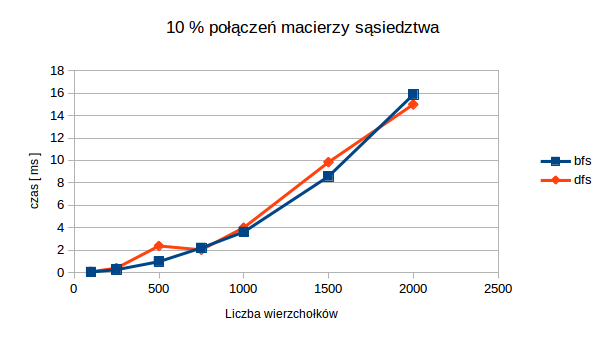 10 % połączeń macierzy sąsiedztwa
18
16
14
12
10
8
6
4
2
0
czas [ ms ]
0 500 1000 1500 2000 2500
Liczba wierzchołków
bfs
dfs